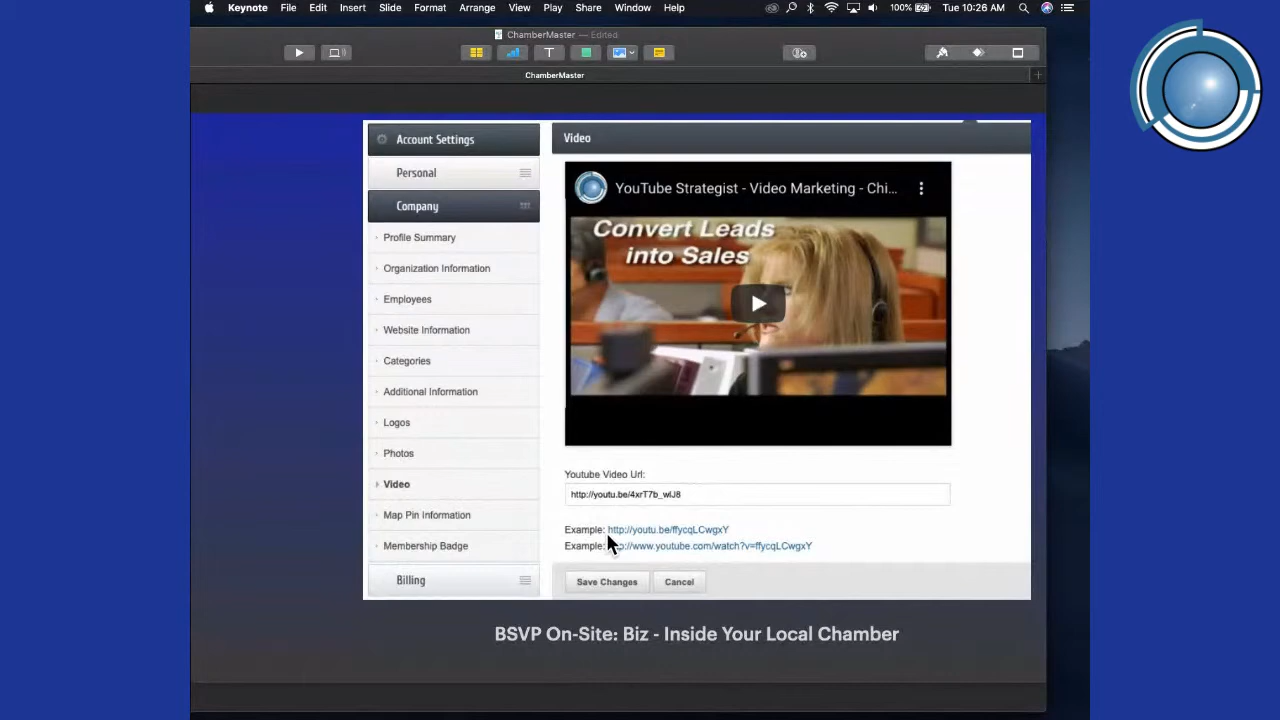 Keynote File Edit Insert Slide Format Arrange View Play Share Window Help 100% Tue 10:26 AM
ChamberMaster — Edited
ChamberMaster
Account Settings
Personal
Company
Profile Summary
Organization Information
Employees
Website Information
Categories
Additional Information
Logos
Photos
Video
Map Pin Information
Membership Badge
Billing
Video
YouTube Strategist - Video Marketing - Chi...
Convert Leads
into Sales
Youtube Video Url:
http://youtu.be/4xrT7b_wlJ8
Example: http://youtu.be/ffycqLCwgxY
Example: http://www.youtube.com/watch?v=ffycqLCwgxY
Save Changes Cancel
BSVP On-Site: Biz - Inside Your Local Chamber